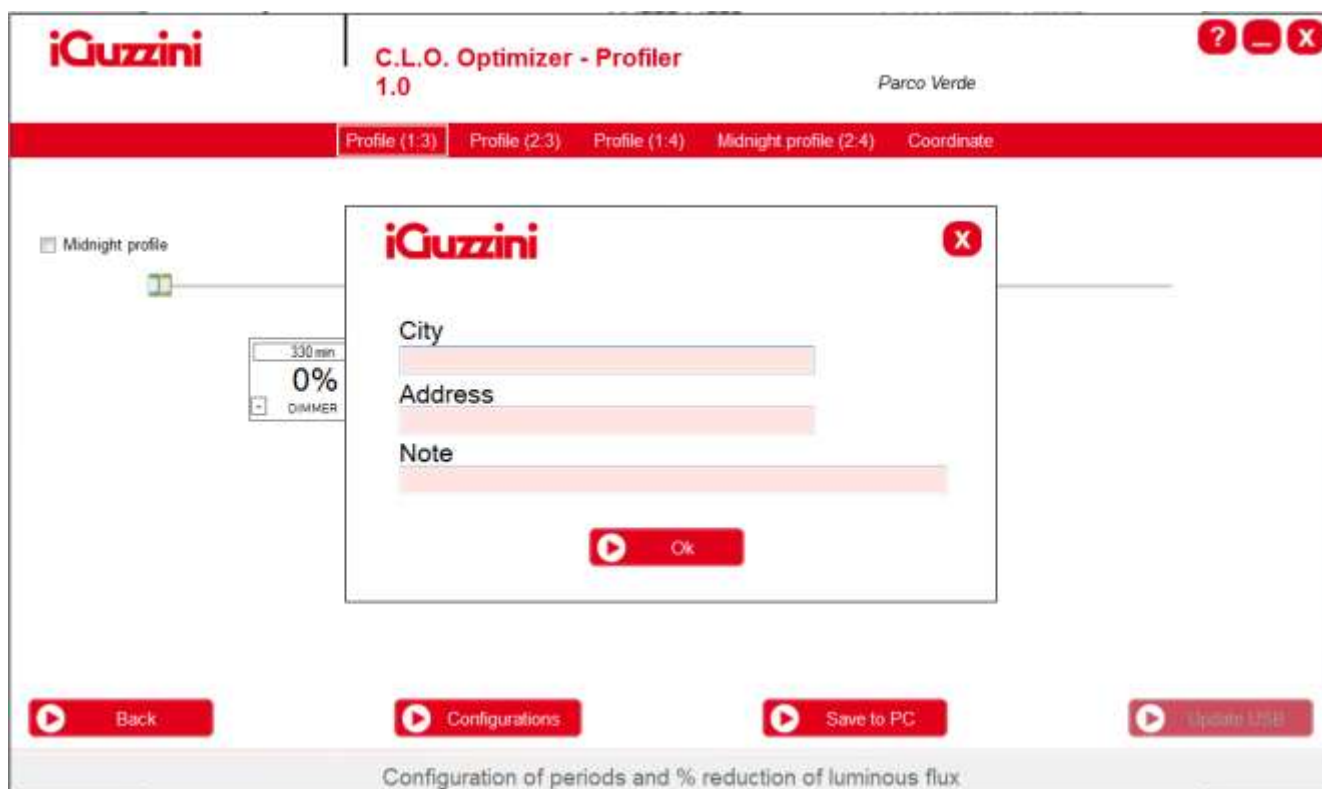 iGuzzini
C.L.O. Optimizer - Profiler
1.0
Parco Verde
? _ X
Profile (1:3) Profile (2:3) Profile (1:4) Midnight profile (2:4) Coordinate
Midnight profile
330 min
0%
- DIMMER
iGuzzini
X
City
Address
Note
Ok
Back Configurations Save to PC Update USB
Configuration of periods and % reduction of luminous flux